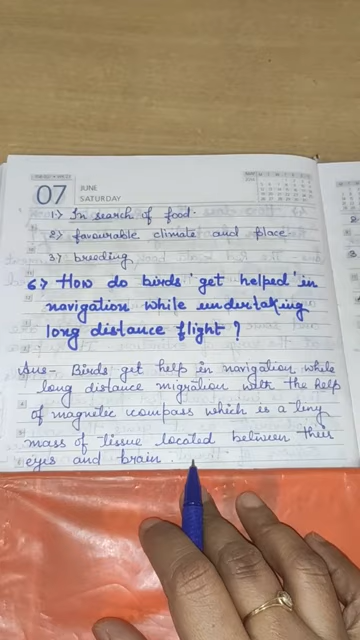 07
JUNE
SATURDAY
1.> In search of food.
2.> favourable climate and place
3.> breeding
6.> How do birds get helped in
navigation while undertaking
long distance flight ?
Ans- Birds get help in navigation while
long distance migration with the help
of magnetic compass which is a tiny
mass of tissue located between their
eyes and brain